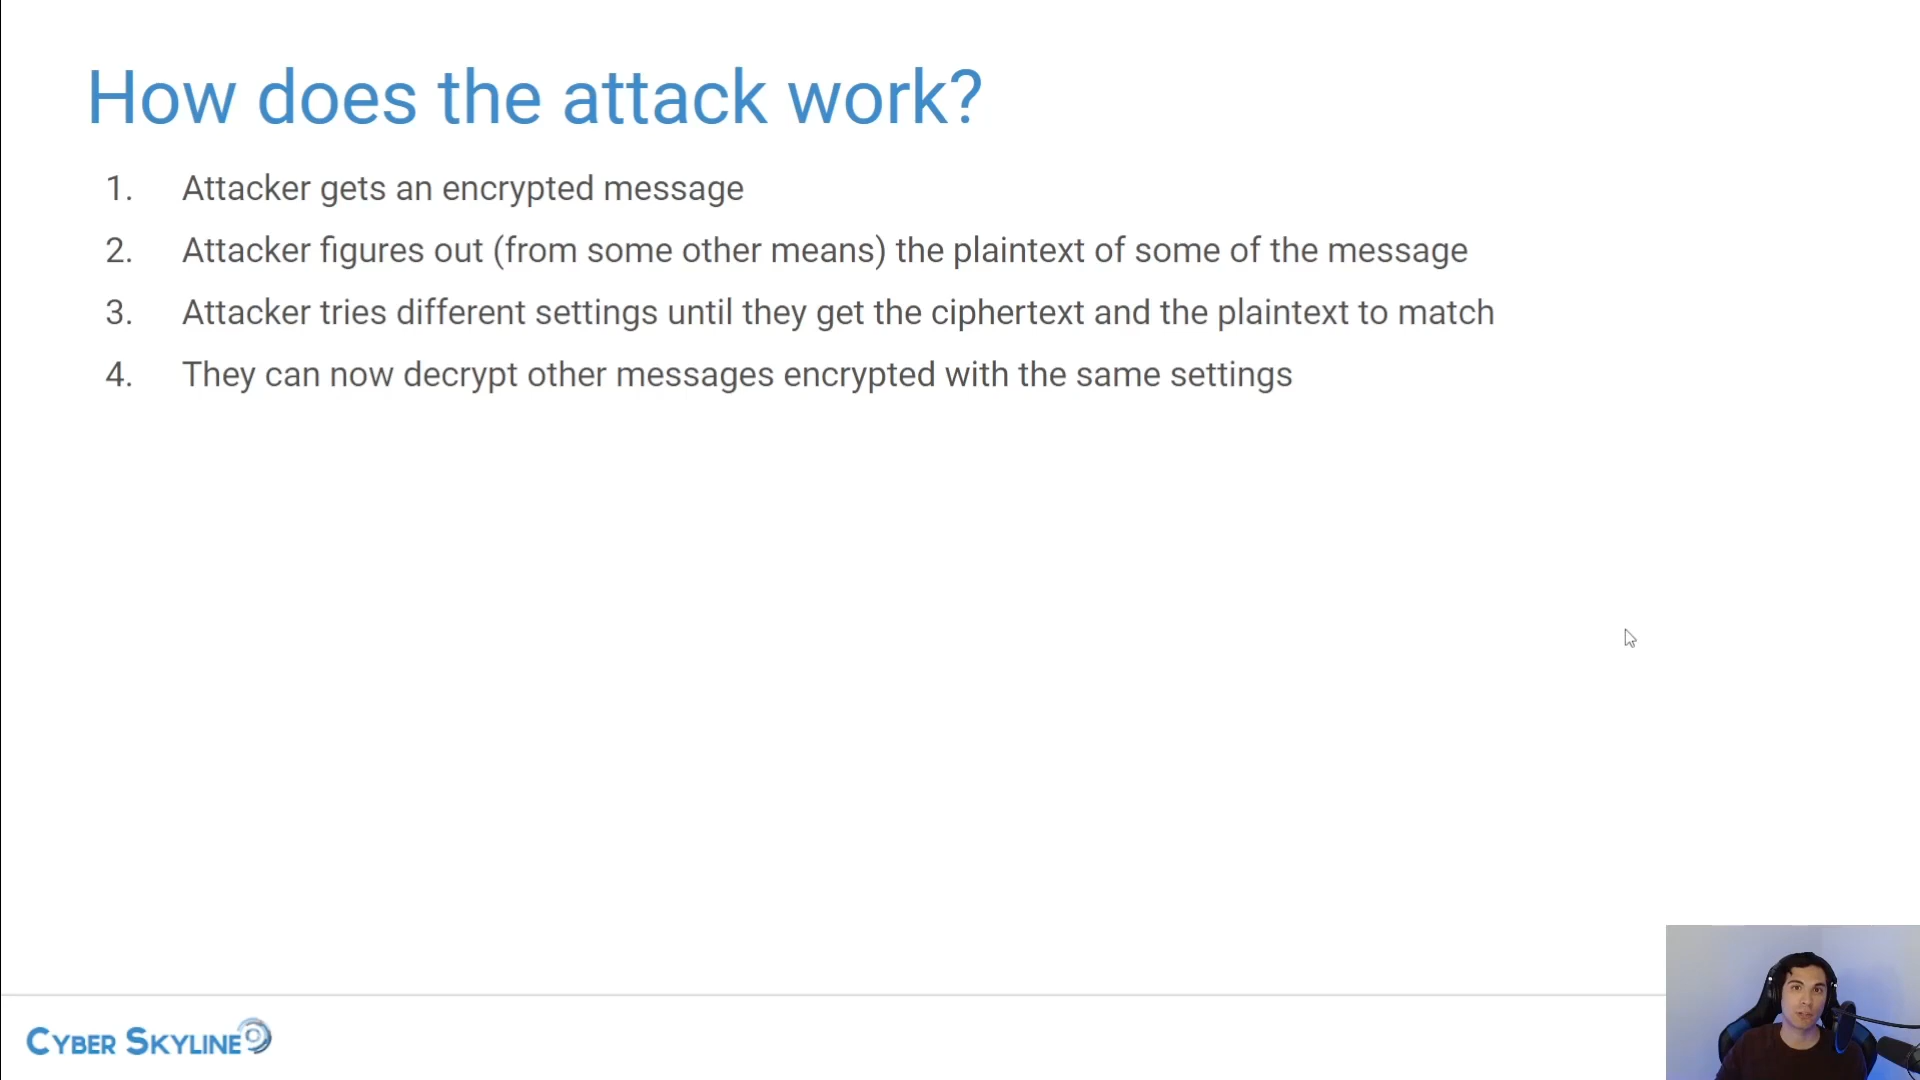 How does the attack work?
1. Attacker gets an encrypted message
2. Attacker figures out (from some other means) the plaintext of some of the message
3. Attacker tries different settings until they get the ciphertext and the plaintext to match
4. They can now decrypt other messages encrypted with the same settings
CYBER SKYLINE